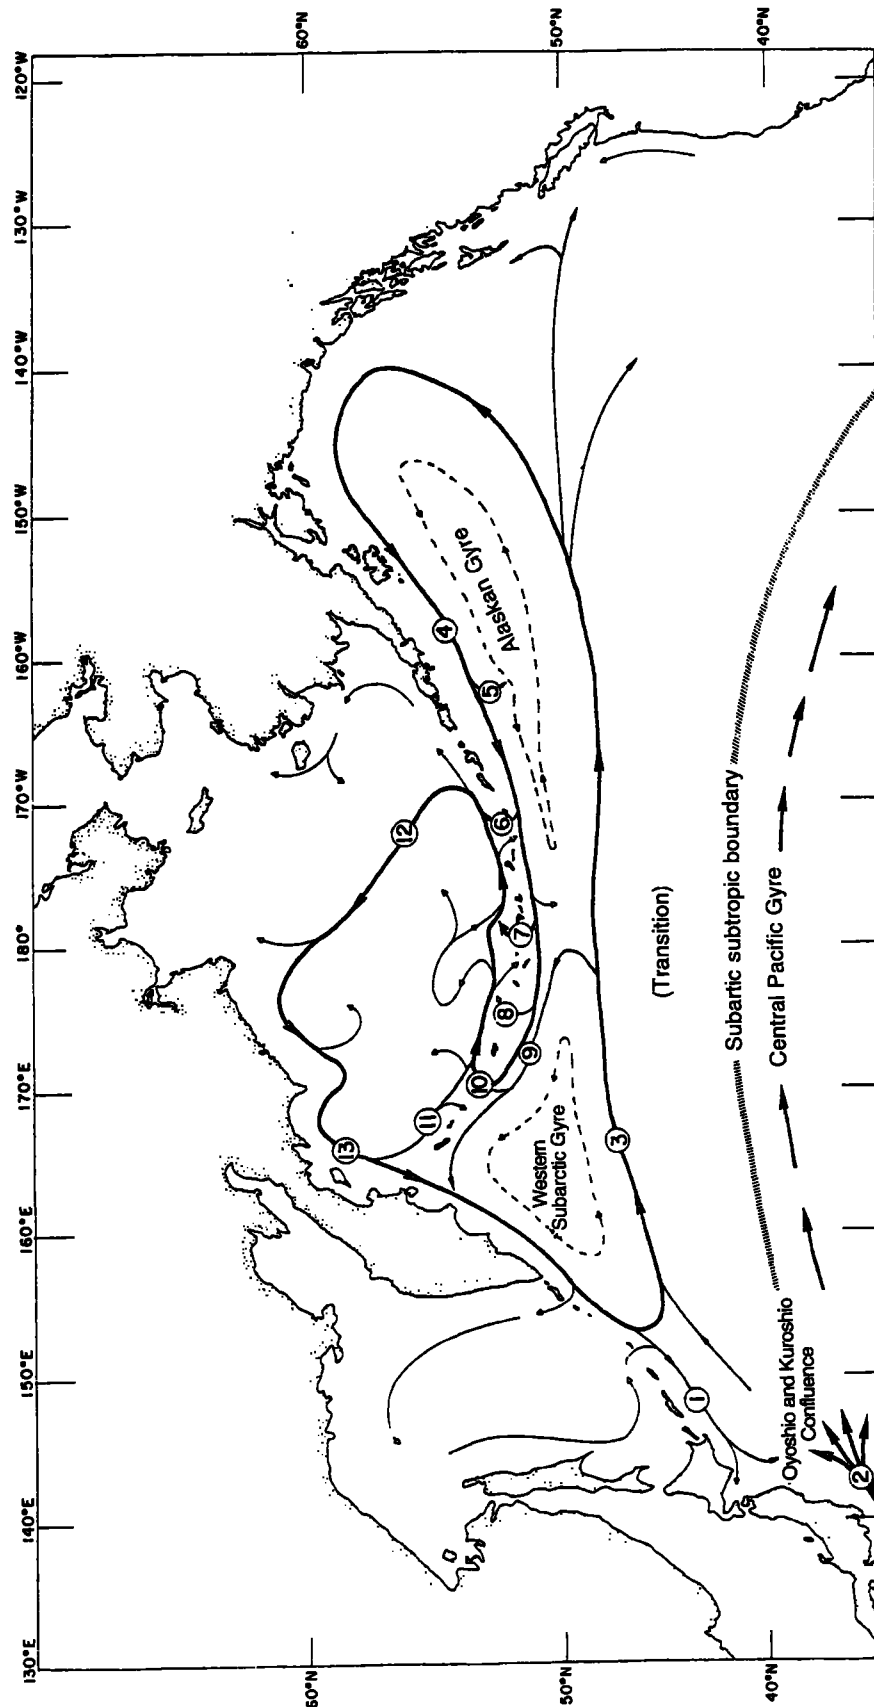 130°E
140°E
150°E
160°E
170°E
180°
170°W
160°W
150°W
140°W
130°W
120°W
60°N
50°N
40°N
60°N
50°N
40°N
13
12
11
10
9
8
7
6
5
4
3
1
2
Alaskan Gyre
Western
Subarctic Gyre
(Transition)
Subartic subtropic boundary
Central Pacific Gyre
Oyoshio and Kuroshio
Confluence